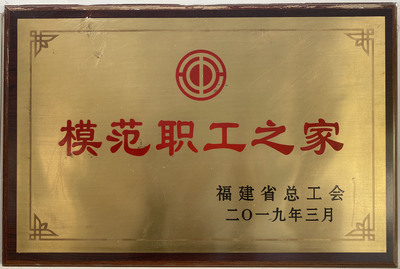 模范职工之家
福建省总工会
二〇一九年三月